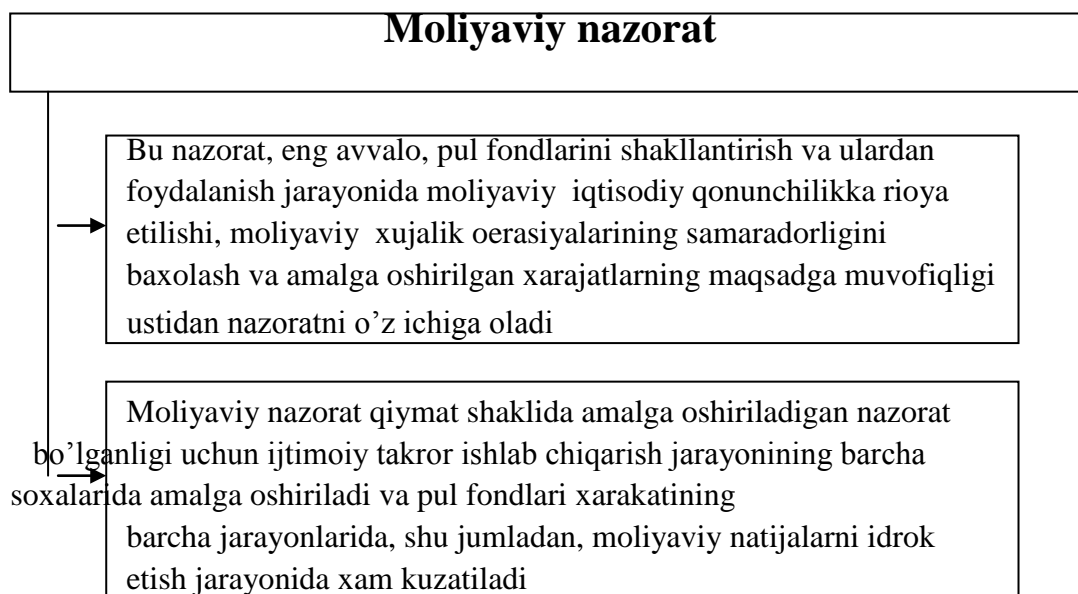 Moliyaviy nazorat
Bu nazorat, eng avvalo, pul fondlarini shakllantirish va ulardan
foydalanish jarayonida moliyaviy iqtisodiy qonunchilikka rioya
etilishi, moliyaviy xujalik oerasiyalarining samaradorligini
baxolash va amalga oshirilgan xarajatlarning maqsadga muvofiqligi
ustidan nazoratni o’z ichiga oladi
Moliyaviy nazorat qiymat shaklida amalga oshiriladigan nazorat
bo’lganligi uchun ijtimoiy takror ishlab chiqarish jarayonining barcha
soxalarida amalga oshiriladi va pul fondlari xarakatining
barcha jarayonlarida, shu jumladan, moliyaviy natijalarni idrok
etish jarayonida xam kuzatiladi